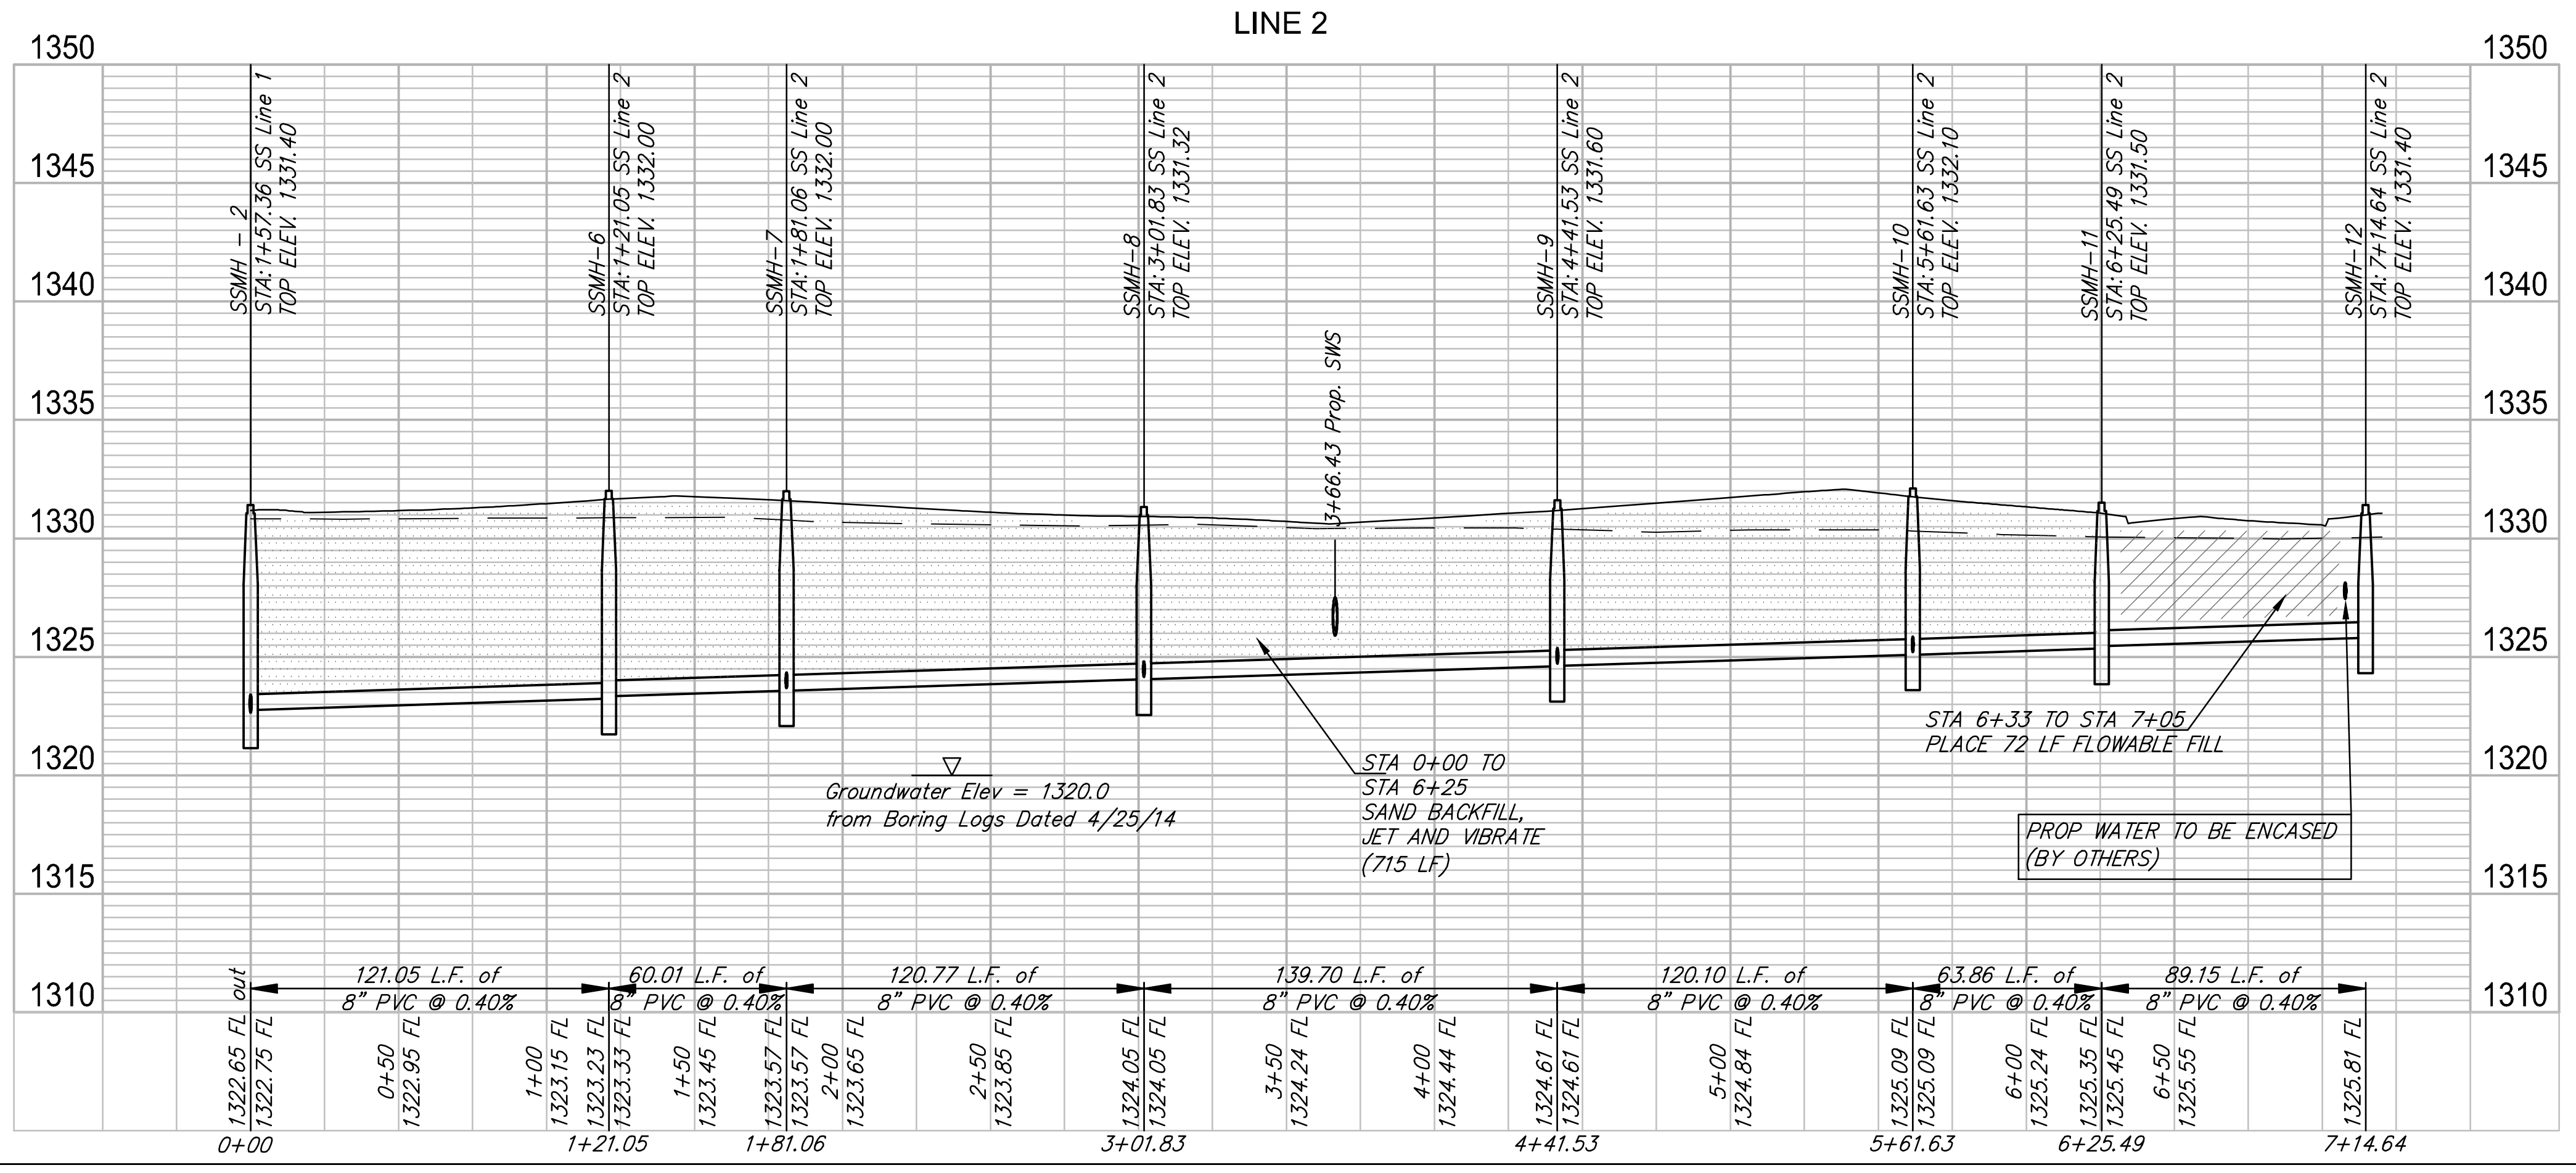 LINE 2
1350
1350
1345
1345
1340
1340
1335
1335
1330
1330
1325
1325
1320
1320
1315
1315
1310
1310
SSMH - 2
STA:1+57.36 SS Line 1
TOP ELEV. 1331.40
SSMH-6
STA:1+21.05 SS Line 2
TOP ELEV. 1332.00
SSMH-7
STA:1+81.06 SS Line 2
TOP ELEV. 1332.00
SSMH-8
STA:3+01.83 SS Line 2
TOP ELEV. 1331.32
3+66.43 Prop. SWS
SSMH-9
STA:4+41.53 SS Line 2
TOP ELEV. 1331.60
SSMH-10
STA:5+61.63 SS Line 2
TOP ELEV. 1332.10
SSMH-11
STA:6+25.49 SS Line 2
TOP ELEV. 1331.50
SSMH-12
STA:7+14.64 SS Line 2
TOP ELEV. 1331.40
Groundwater Elev = 1320.0
from Boring Logs Dated 4/25/14
STA 0+00 TO
STA 6+25
SAND BACKFILL,
JET AND VIBRATE
(715 LF)
STA 6+33 TO STA 7+05
PLACE 72 LF FLOWABLE FILL
PROP WATER TO BE ENCASED
(BY OTHERS)
121.05 L.F. of
8" PVC @ 0.40%
60.01 L.F. of
8" PVC @ 0.40%
120.77 L.F. of
8" PVC @ 0.40%
139.70 L.F. of
8" PVC @ 0.40%
120.10 L.F. of
8" PVC @ 0.40%
63.86 L.F. of
8" PVC @ 0.40%
89.15 L.F. of
8" PVC @ 0.40%
1322.65 FL out
1322.75 FL
0+50
1322.95 FL
1+00
1323.15 FL
1323.23 FL
1323.33 FL
1+50
1323.45 FL
1323.57 FL
1323.57 FL
2+00
1323.65 FL
2+50
1323.85 FL
1324.05 FL
1324.05 FL
3+50
1324.24 FL
4+00
1324.44 FL
1324.61 FL
1324.61 FL
5+00
1324.84 FL
1325.09 FL
1325.09 FL
6+00
1325.24 FL
1325.35 FL
1325.45 FL
6+50
1325.55 FL
1325.81 FL
0+00
1+21.05
1+81.06
3+01.83
4+41.53
5+61.63
6+25.49
7+14.64